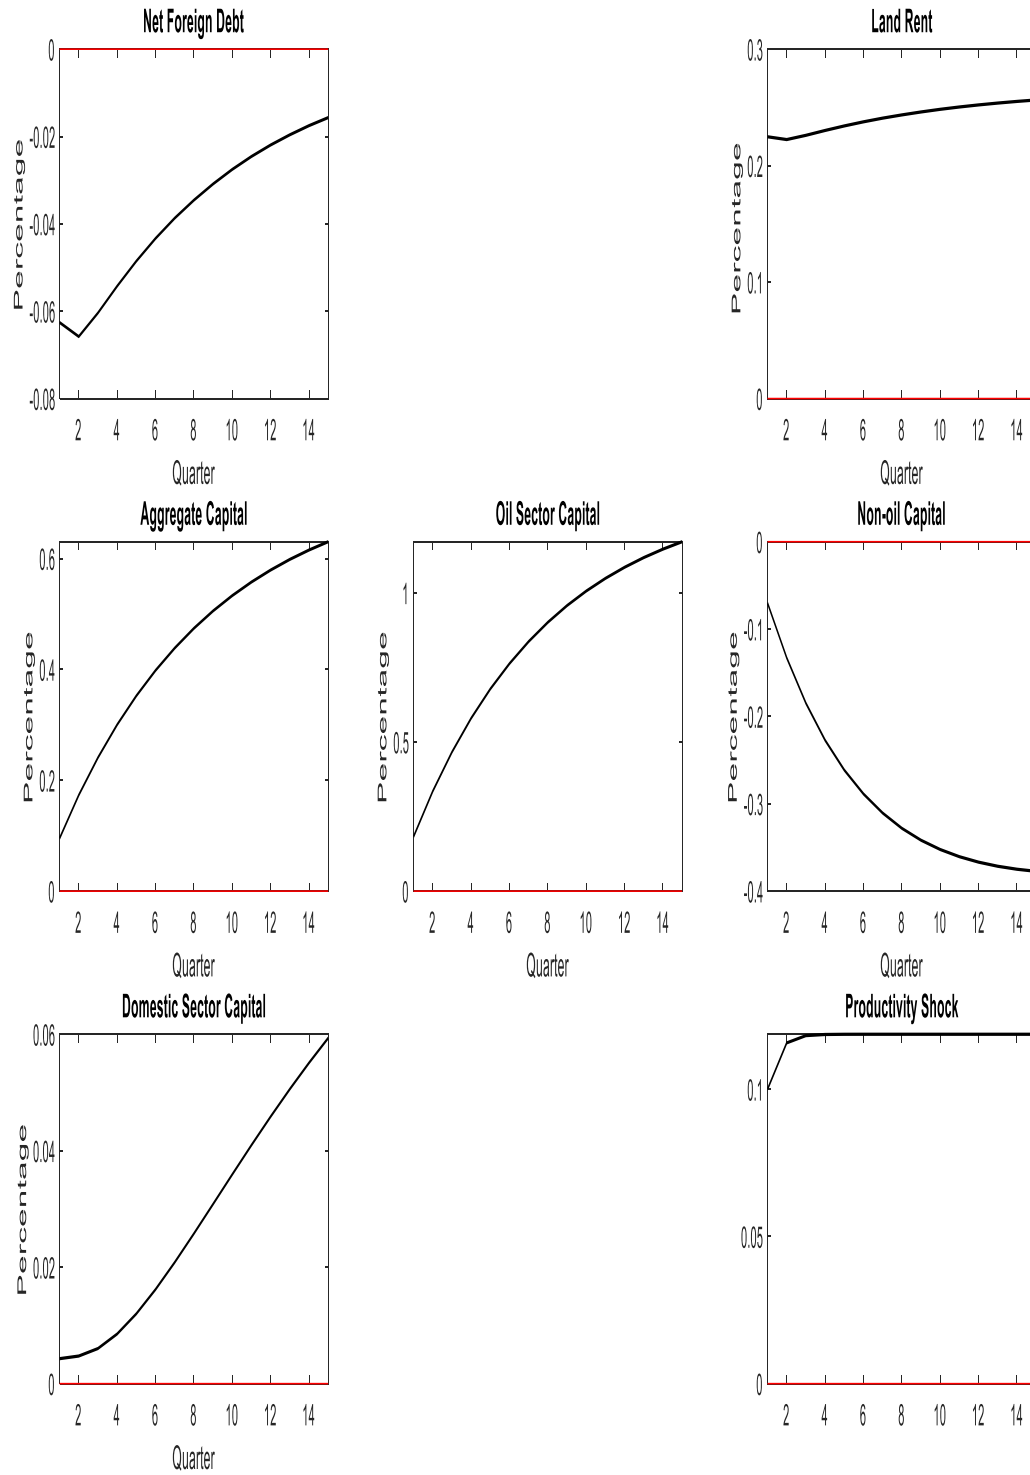 Net Foreign Debt
Land Rent
0
-0.02
-0.04
-0.06
-0.08
Percentage
2 4 6 8 10 12 14
Quarter
0.3
0.2
0.1
0
Percentage
2 4 6 8 10 12 14
Quarter
Aggregate Capital
Oil Sector Capital
Non-oil Capital
0.6
0.4
0.2
0
Percentage
2 4 6 8 10 12 14
Quarter
1
0.5
0
Percentage
2 4 6 8 10 12 14
Quarter
0
-0.1
-0.2
-0.3
-0.4
Percentage
2 4 6 8 10 12 14
Quarter
Domestic Sector Capital
Productivity Shock
0.06
0.04
0.02
0
Percentage
2 4 6 8 10 12 14
Quarter
0.1
0.05
0
2 4 6 8 10 12 14